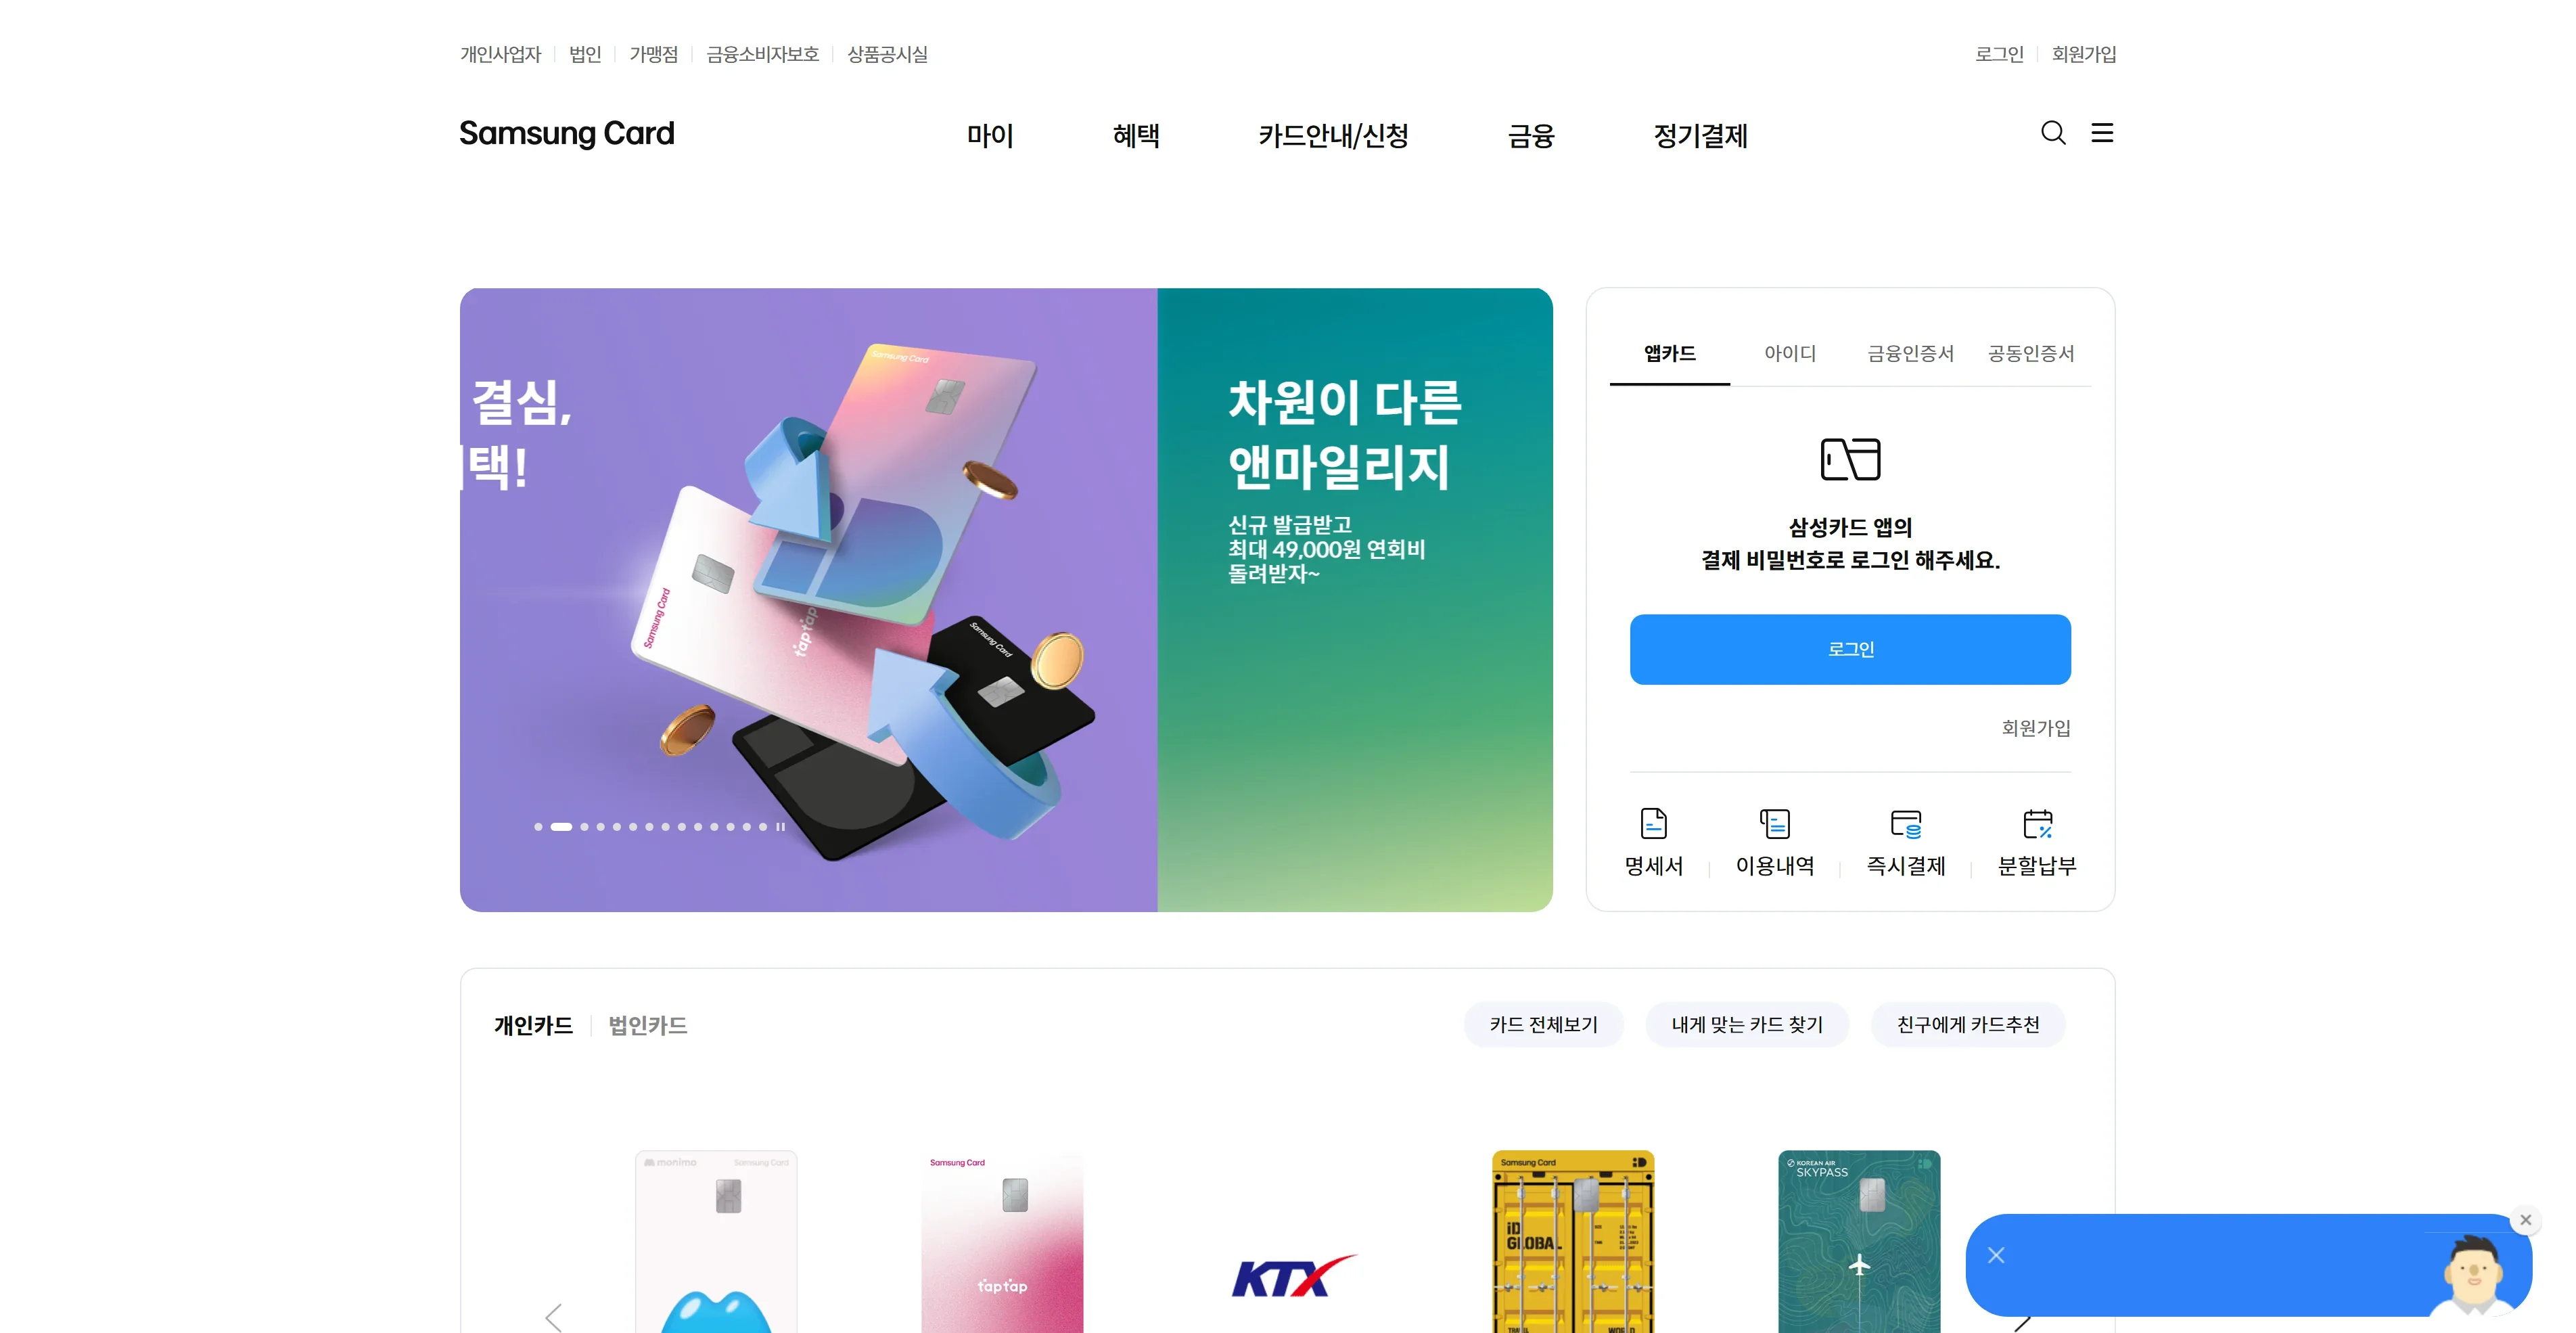 개인사업자
법인
가맹점
금융소비자보호
상품공시실
로그인
회원가입
Samsung Card
마이
혜택
카드안내/신청
금융
정기결제
결심,
택!
Samsung Card
Samsung Card
taptap
Samsung Card
차원이 다른
앤마일리지
신규 발급받고
최대 49,000원 연회비
돌려받자~
앱카드
아이디
금융인증서
공동인증서
삼성카드 앱의
결제 비밀번호로 로그인 해주세요.
로그인
회원가입
명세서
이용내역
즉시결제
분할납부
개인카드
법인카드
카드 전체보기
내게 맞는 카드 찾기
친구에게 카드추천
monimo
Samsung Card
Samsung Card
taptap
KTX
Samsung Card
iD
GLOBAL
KOREAN AIR
SKYPASS